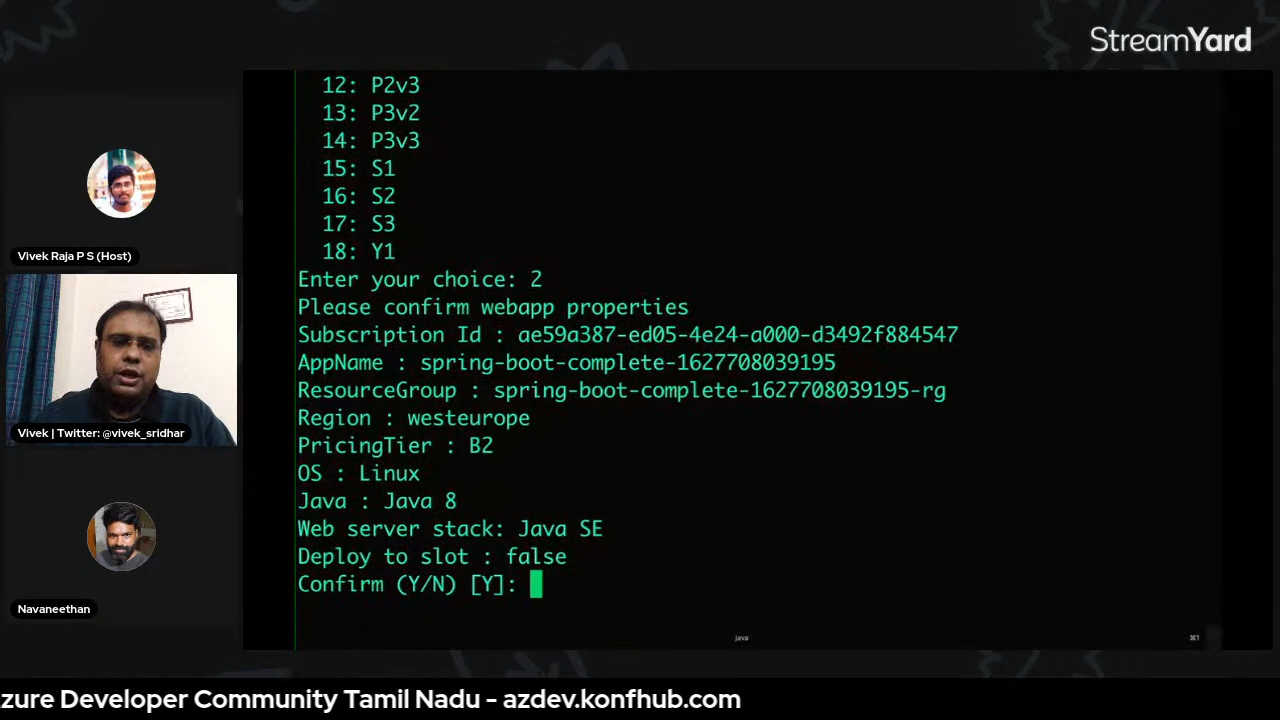 StreamYard
12: P2v3
13: P3v2
14: P3v3
15: S1
16: S2
17: S3
18: Y1
Enter your choice: 2
Please confirm webapp properties
Subscription Id : ae59a387-ed05-4e24-a000-d3492f884547
AppName : spring-boot-complete-1627708039195
ResourceGroup : spring-boot-complete-1627708039195-rg
Region : westeurope
PricingTier : B2
OS : Linux
Java : Java 8
Web server stack: Java SE
Deploy to slot : false
Confirm (Y/N) [Y]:
java
⌘1
Vivek Raja P S (Host)
Vivek | Twitter: @vivek_sridhar
Navaneethan
zure Developer Community Tamil Nadu - azdev.konfhub.com